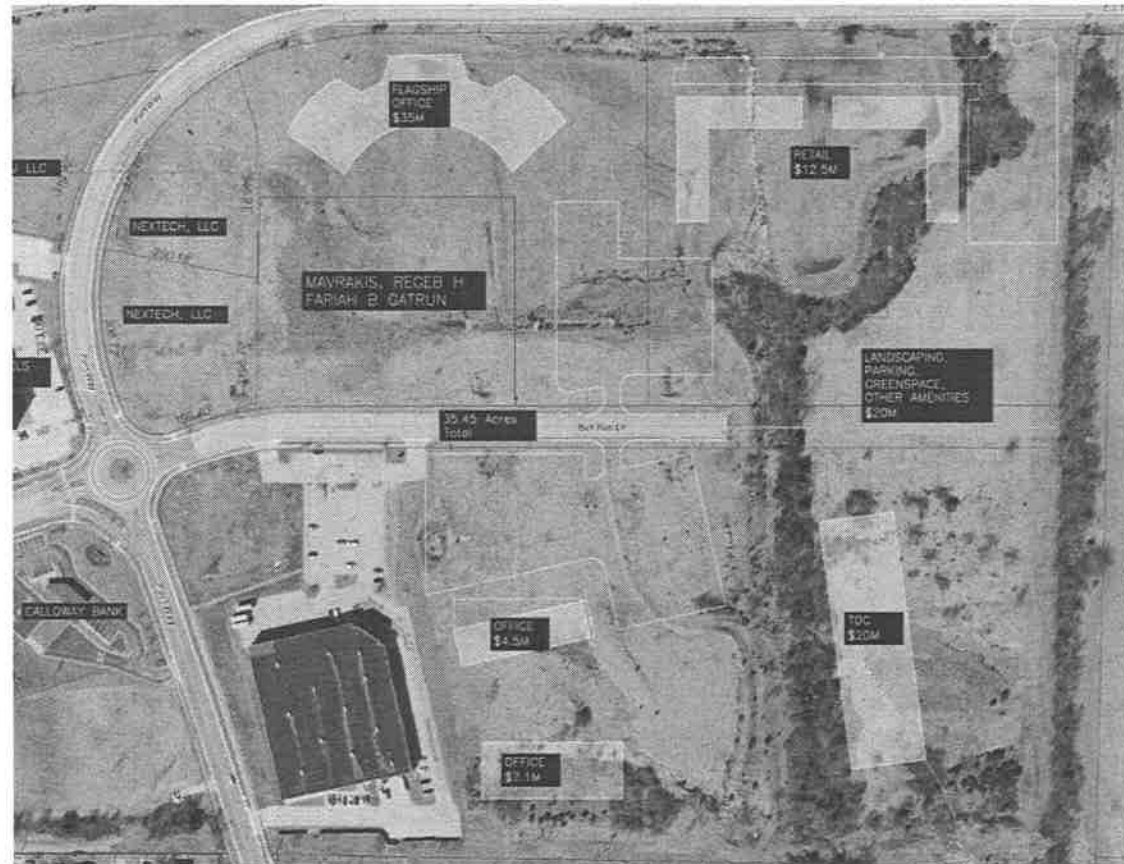 FLAGSHIP
OFFICE
$35M
RETAIL
$12.5M
LLC
NEXTECH, LLC
MAVRAKIS, REGEB H
FARIAH B GATRUN
NEXTECH, LLC
LANDSCAPING,
PARKING,
GREENSPACE,
OTHER AMENITIES
$20M
35.45 Acres
Total
CALLOWAY BANK
OFFICE
$4.5M
TDC
$20M
OFFICE
$7.1M